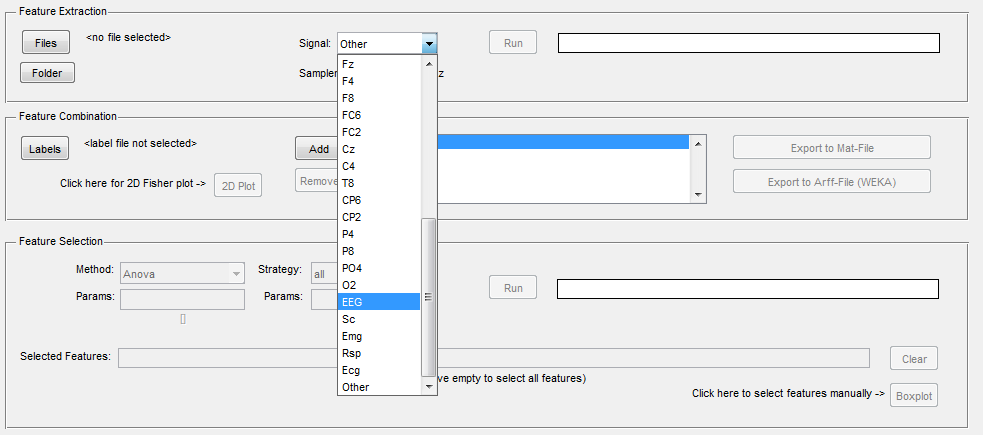 Feature Extraction
Files
<no file selected>
Signal:
Other
Run
Folder
Fz
F4
F8
FC6
FC2
Cz
C4
T8
CP6
CP2
P4
P8
PO4
O2
EEG
Sc
Emg
Rsp
Ecg
Other
Feature Combination
Labels
<label file not selected>
Add
Export to Mat-File
Click here for 2D Fisher plot ->
2D Plot
Remove
Export to Arff-File (WEKA)
Feature Selection
Method:
Anova
Strategy:
all
Run
Params:
Params:
[]
Selected Features:
Clear
empty to select all features)
Click here to select features manually ->
Boxplot